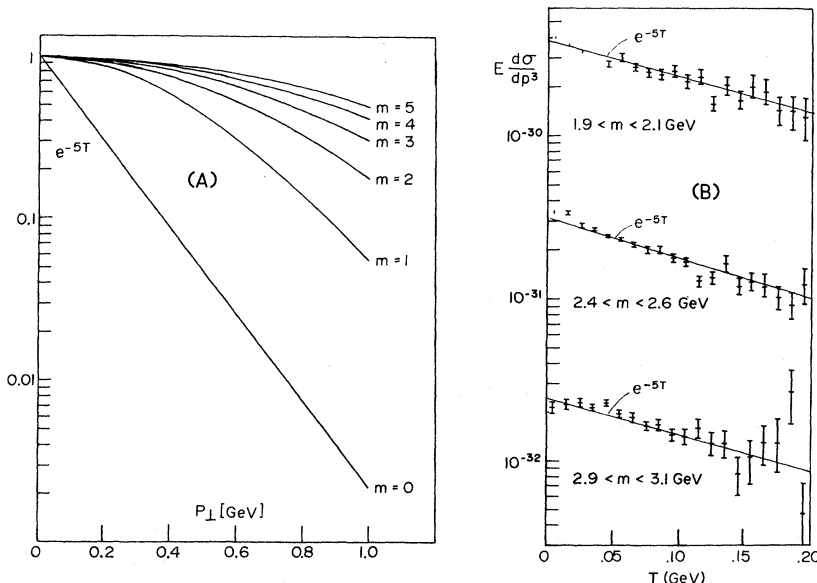 1
0.1
0.01
e-5T
(A)
m = 5
m = 4
m = 3
m = 2
m = 1
m = 0
P⊥ [GeV]
0 0.2 0.4 0.6 0.8 1.0
E dσ/dp³
e-5T
10-30
1.9 < m < 2.1 GeV
(B)
e-5T
10-31
2.4 < m < 2.6 GeV
e-5T
10-32
2.9 < m < 3.1 GeV
0 .05 .10 .15 .20
T (GeV)